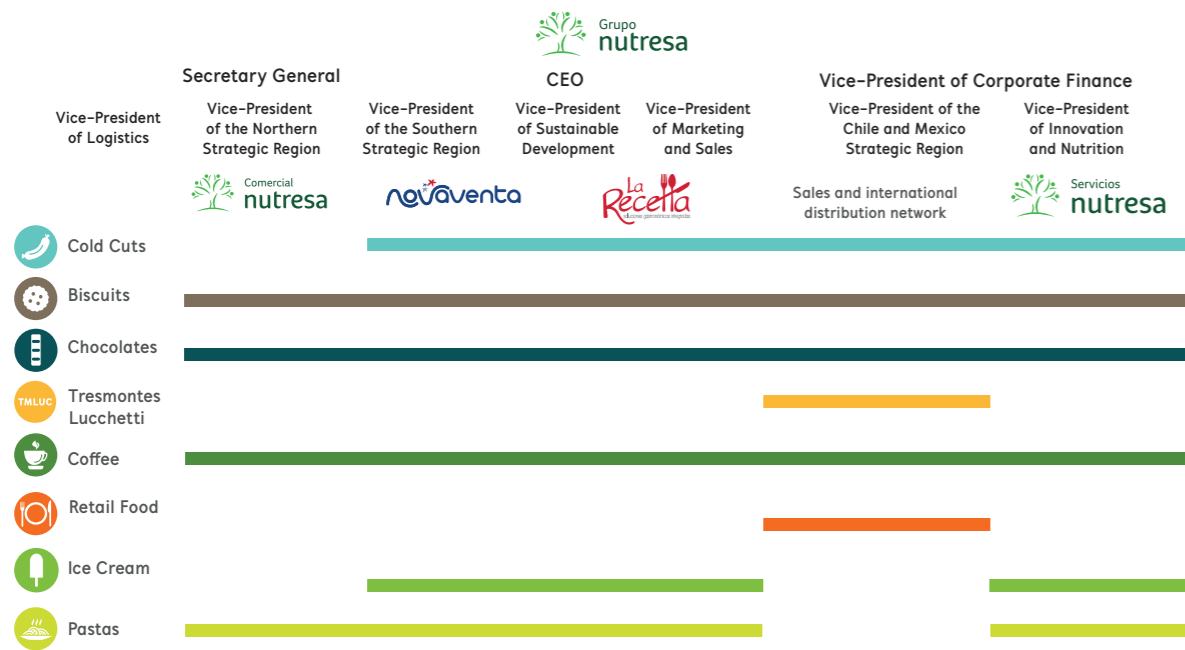 Grupo
nutresa
Secretary General
CEO
Vice-President of Corporate Finance
Vice-President
of Logistics
Vice-President
of the Northern
Strategic Region
Vice-President
of the Southern
Strategic Region
Vice-President
of Sustainable
Development
Vice-President
of Marketing
and Sales
Vice-President of the
Chile and Mexico
Strategic Region
Vice-President
of Innovation
and Nutrition
Comercial
nutresa
novaventa
La
Receta
Sales and international
distribution network
Servicios
nutresa
Cold Cuts
Biscuits
Chocolates
TMLUC
Tresmontes
Lucchetti
Coffee
Retail Food
Ice Cream
Pastas